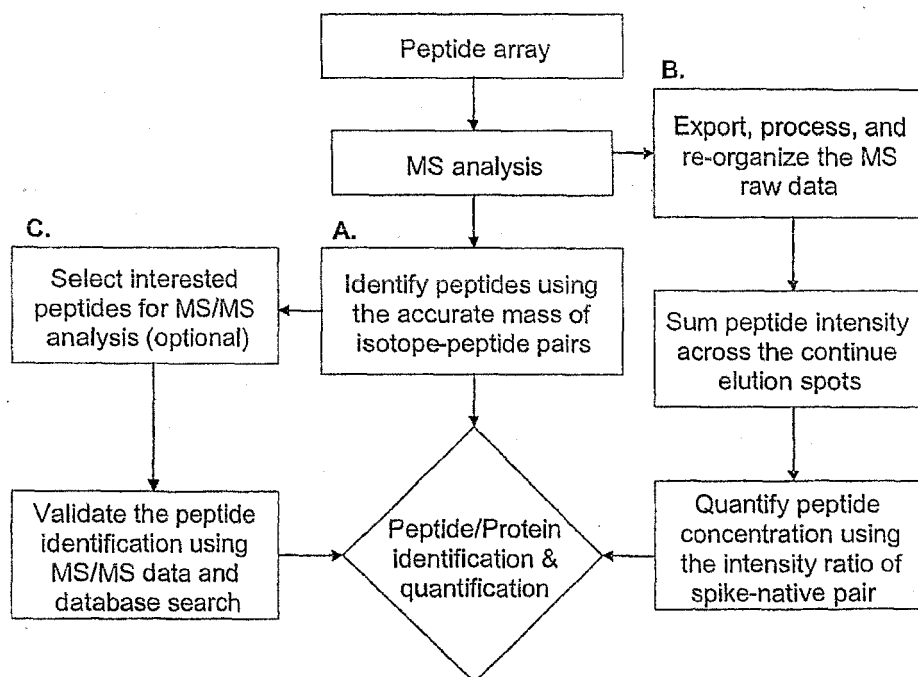 Peptide array
B.
Export, process, and
re-organize the MS
raw data
MS analysis
C.
Select interested
peptides for MS/MS
analysis (optional)
A.
Identify peptides using
the accurate mass of
isotope-peptide pairs
Sum peptide intensity
across the continue
elution spots
Validate the peptide
identification using
MS/MS data and
database search
Peptide/Protein
identification &
quantification
Quantify peptide
concentration using
the intensity ratio of
spike-native pair